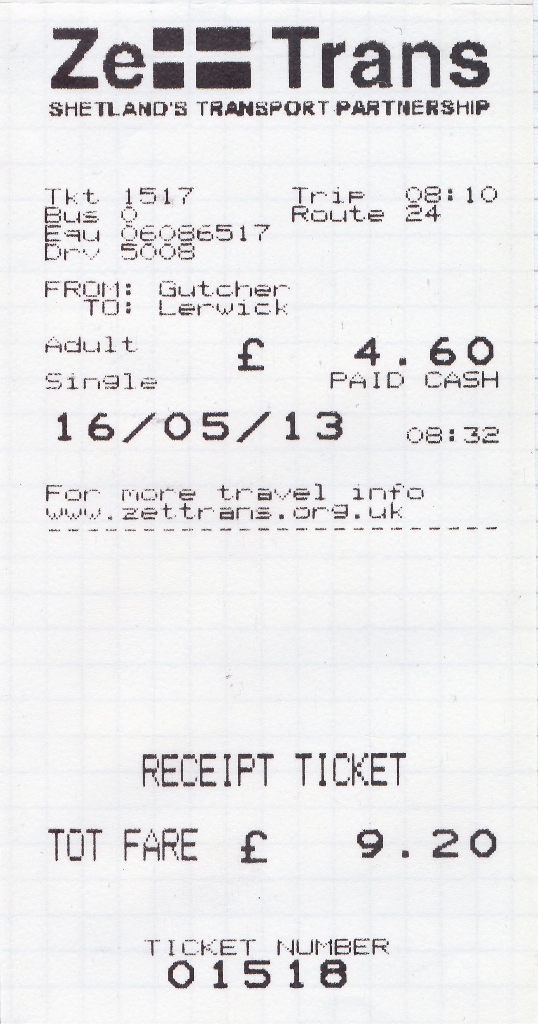 Ze Trans
SHETLAND'S TRANSPORT PARTNERSHIP
Tkt 1517 Trip 08:10
Bus 0 Route 24
Equ 06086517
Drv 5008
FROM: Gutcher
TO: Lerwick
Adult £ 4.60
Single PAID CASH
16/05/13 08:32
For more travel info
www.zettrans.org.uk
--------------------------------
RECEIPT TICKET
TOT FARE £ 9.20
TICKET NUMBER
01518